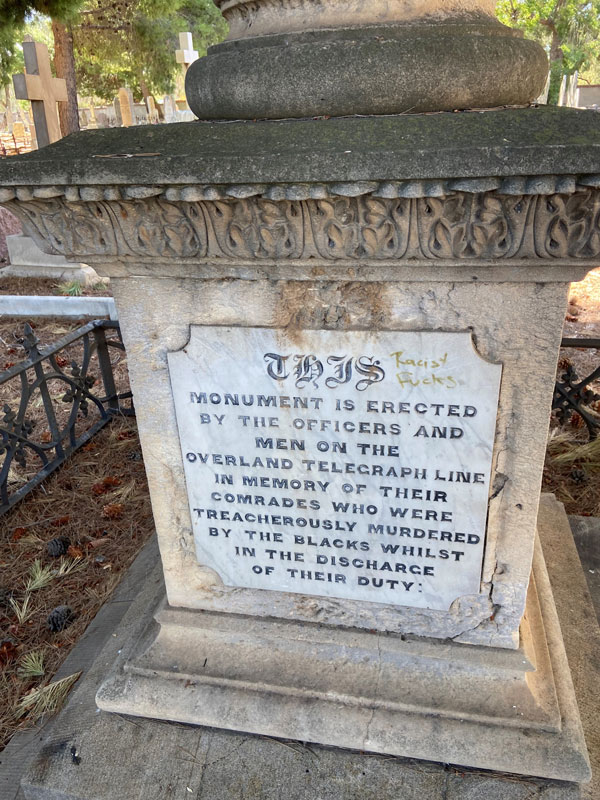 THIS Racist
Fucks
MONUMENT IS ERECTED
BY THE OFFICERS AND
MEN ON THE
OVERLAND TELEGRAPH LINE
IN MEMORY OF THEIR
COMRADES WHO WERE
TREACHEROUSLY MURDERED
BY THE BLACKS WHILST
IN THE DISCHARGE
OF THEIR DUTY: